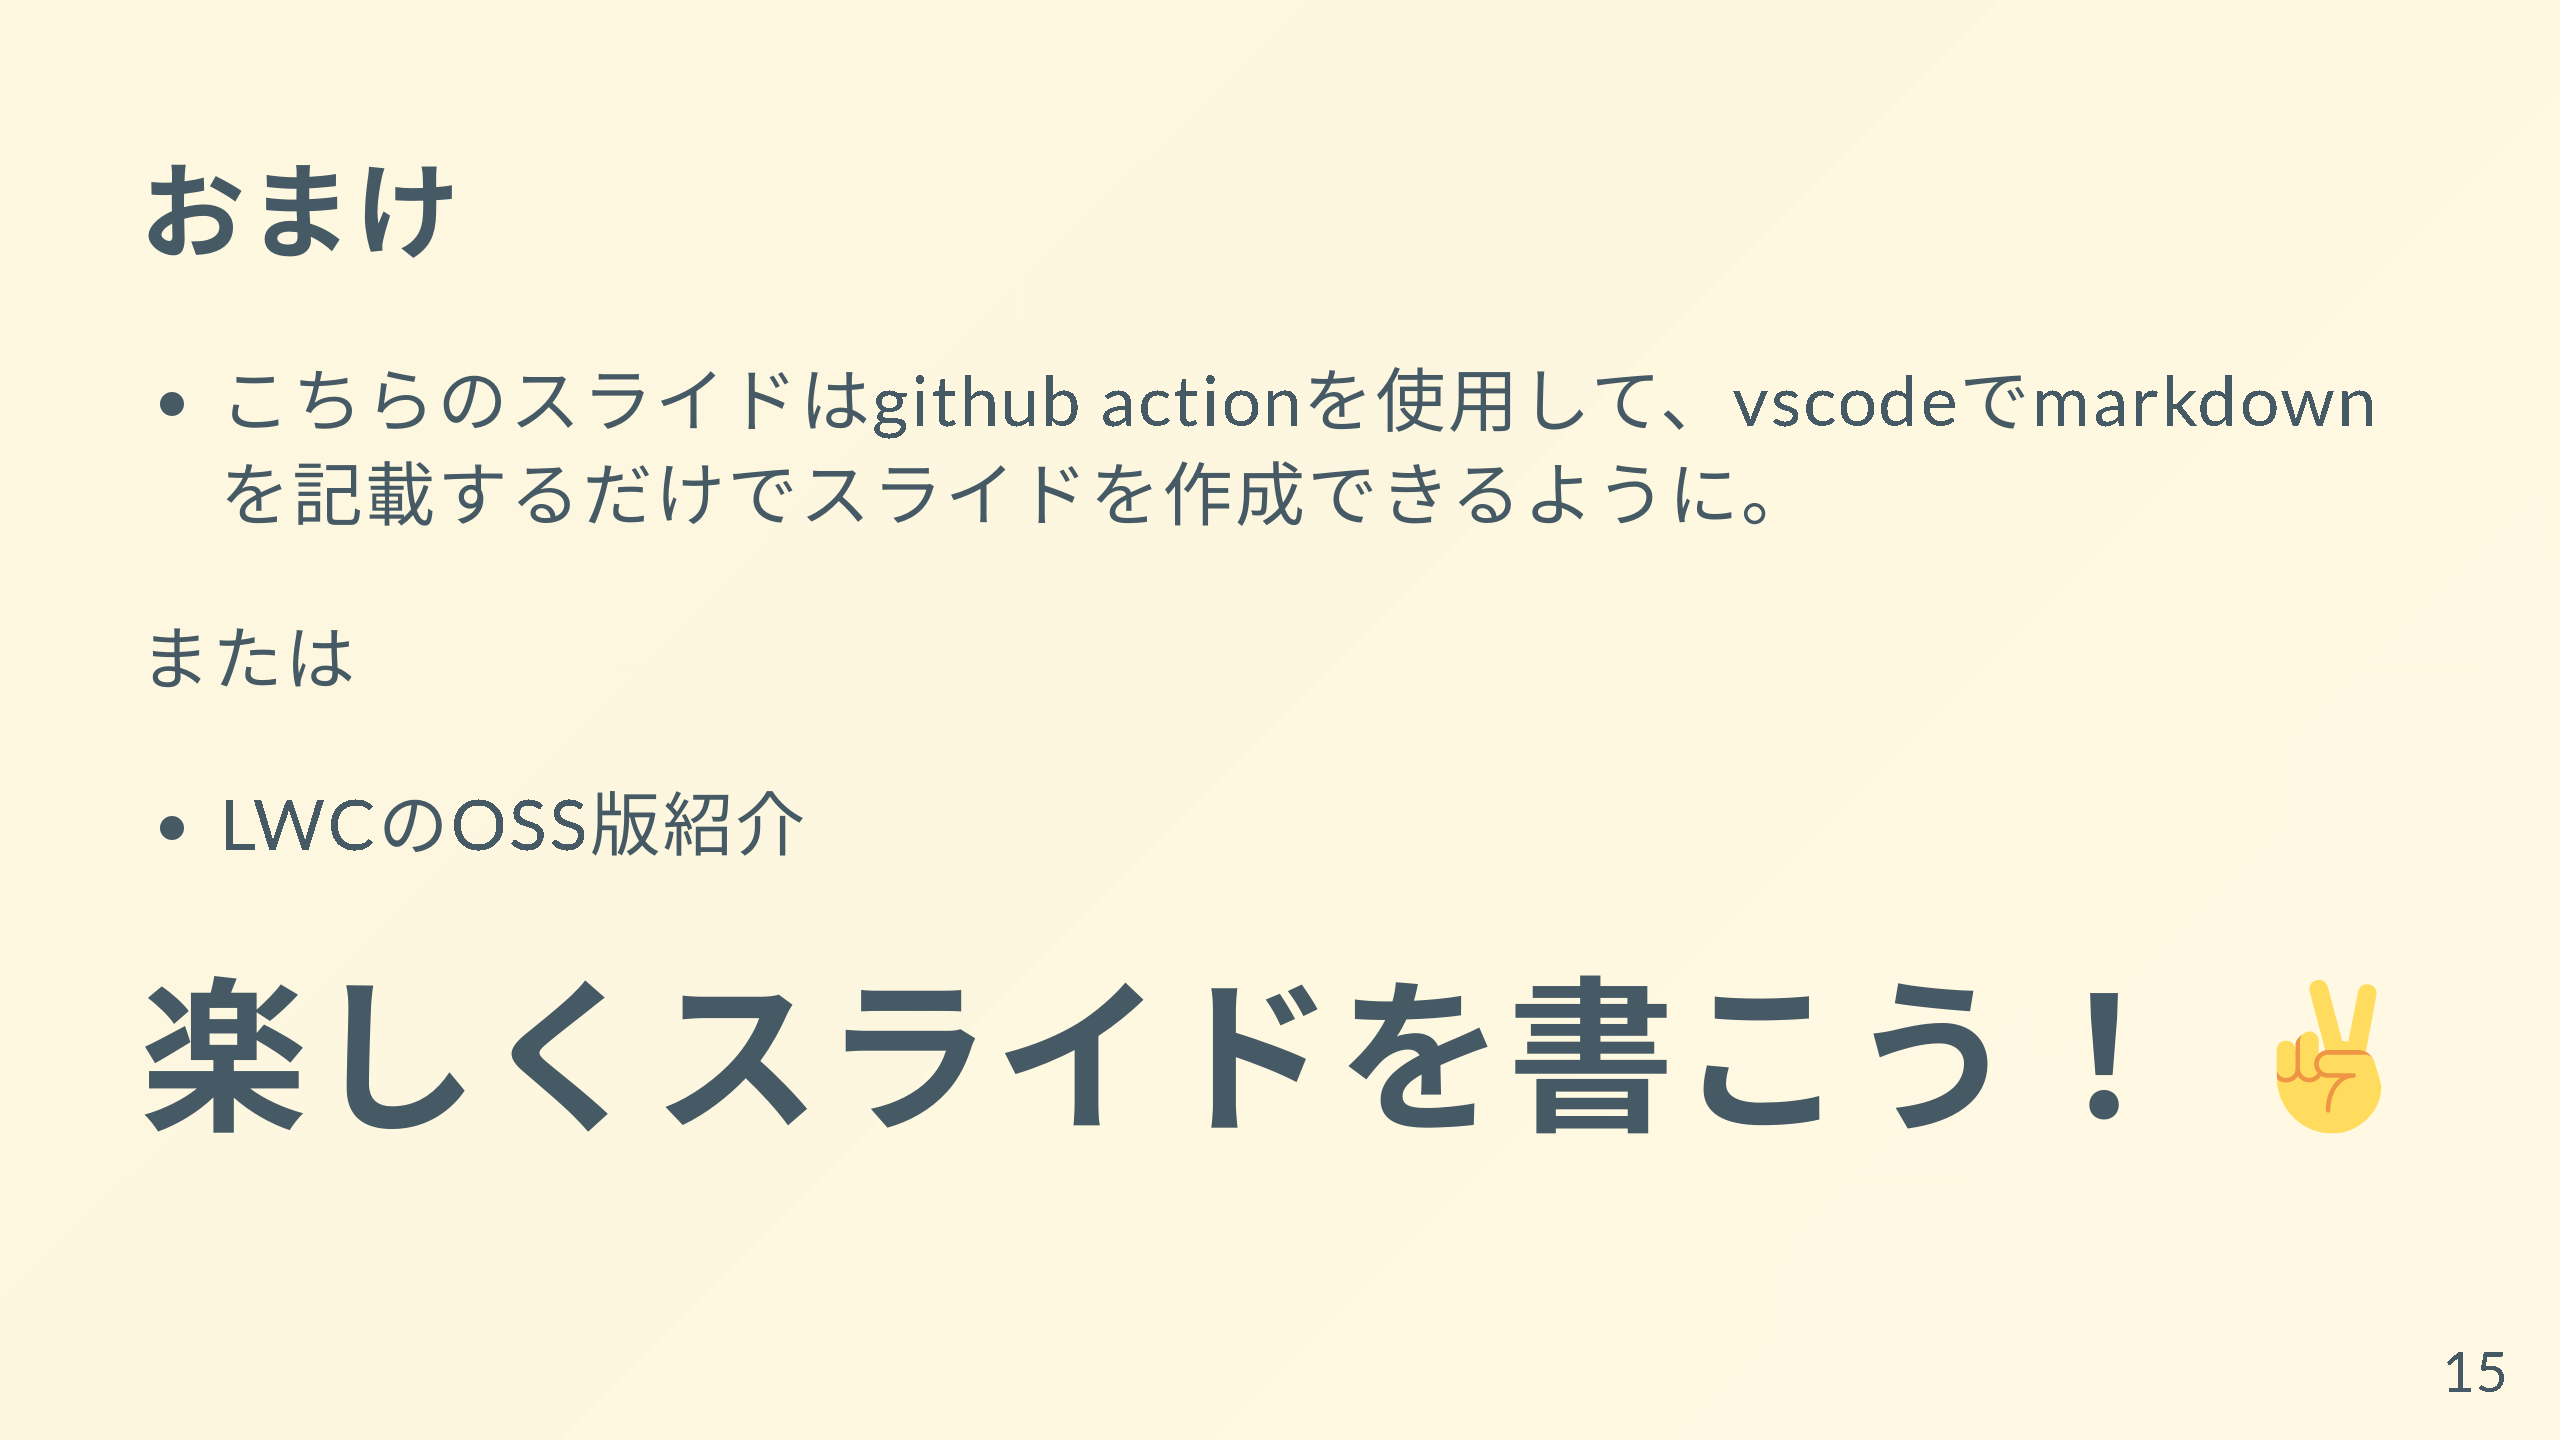 おまけ
• こちらのスライドはgithub actionを使用して、vscodeでmarkdown
を記載するだけでスライドを作成できるように。
または
• LWCのOSS版紹介
楽しくスライドを書こう！ ✌
15